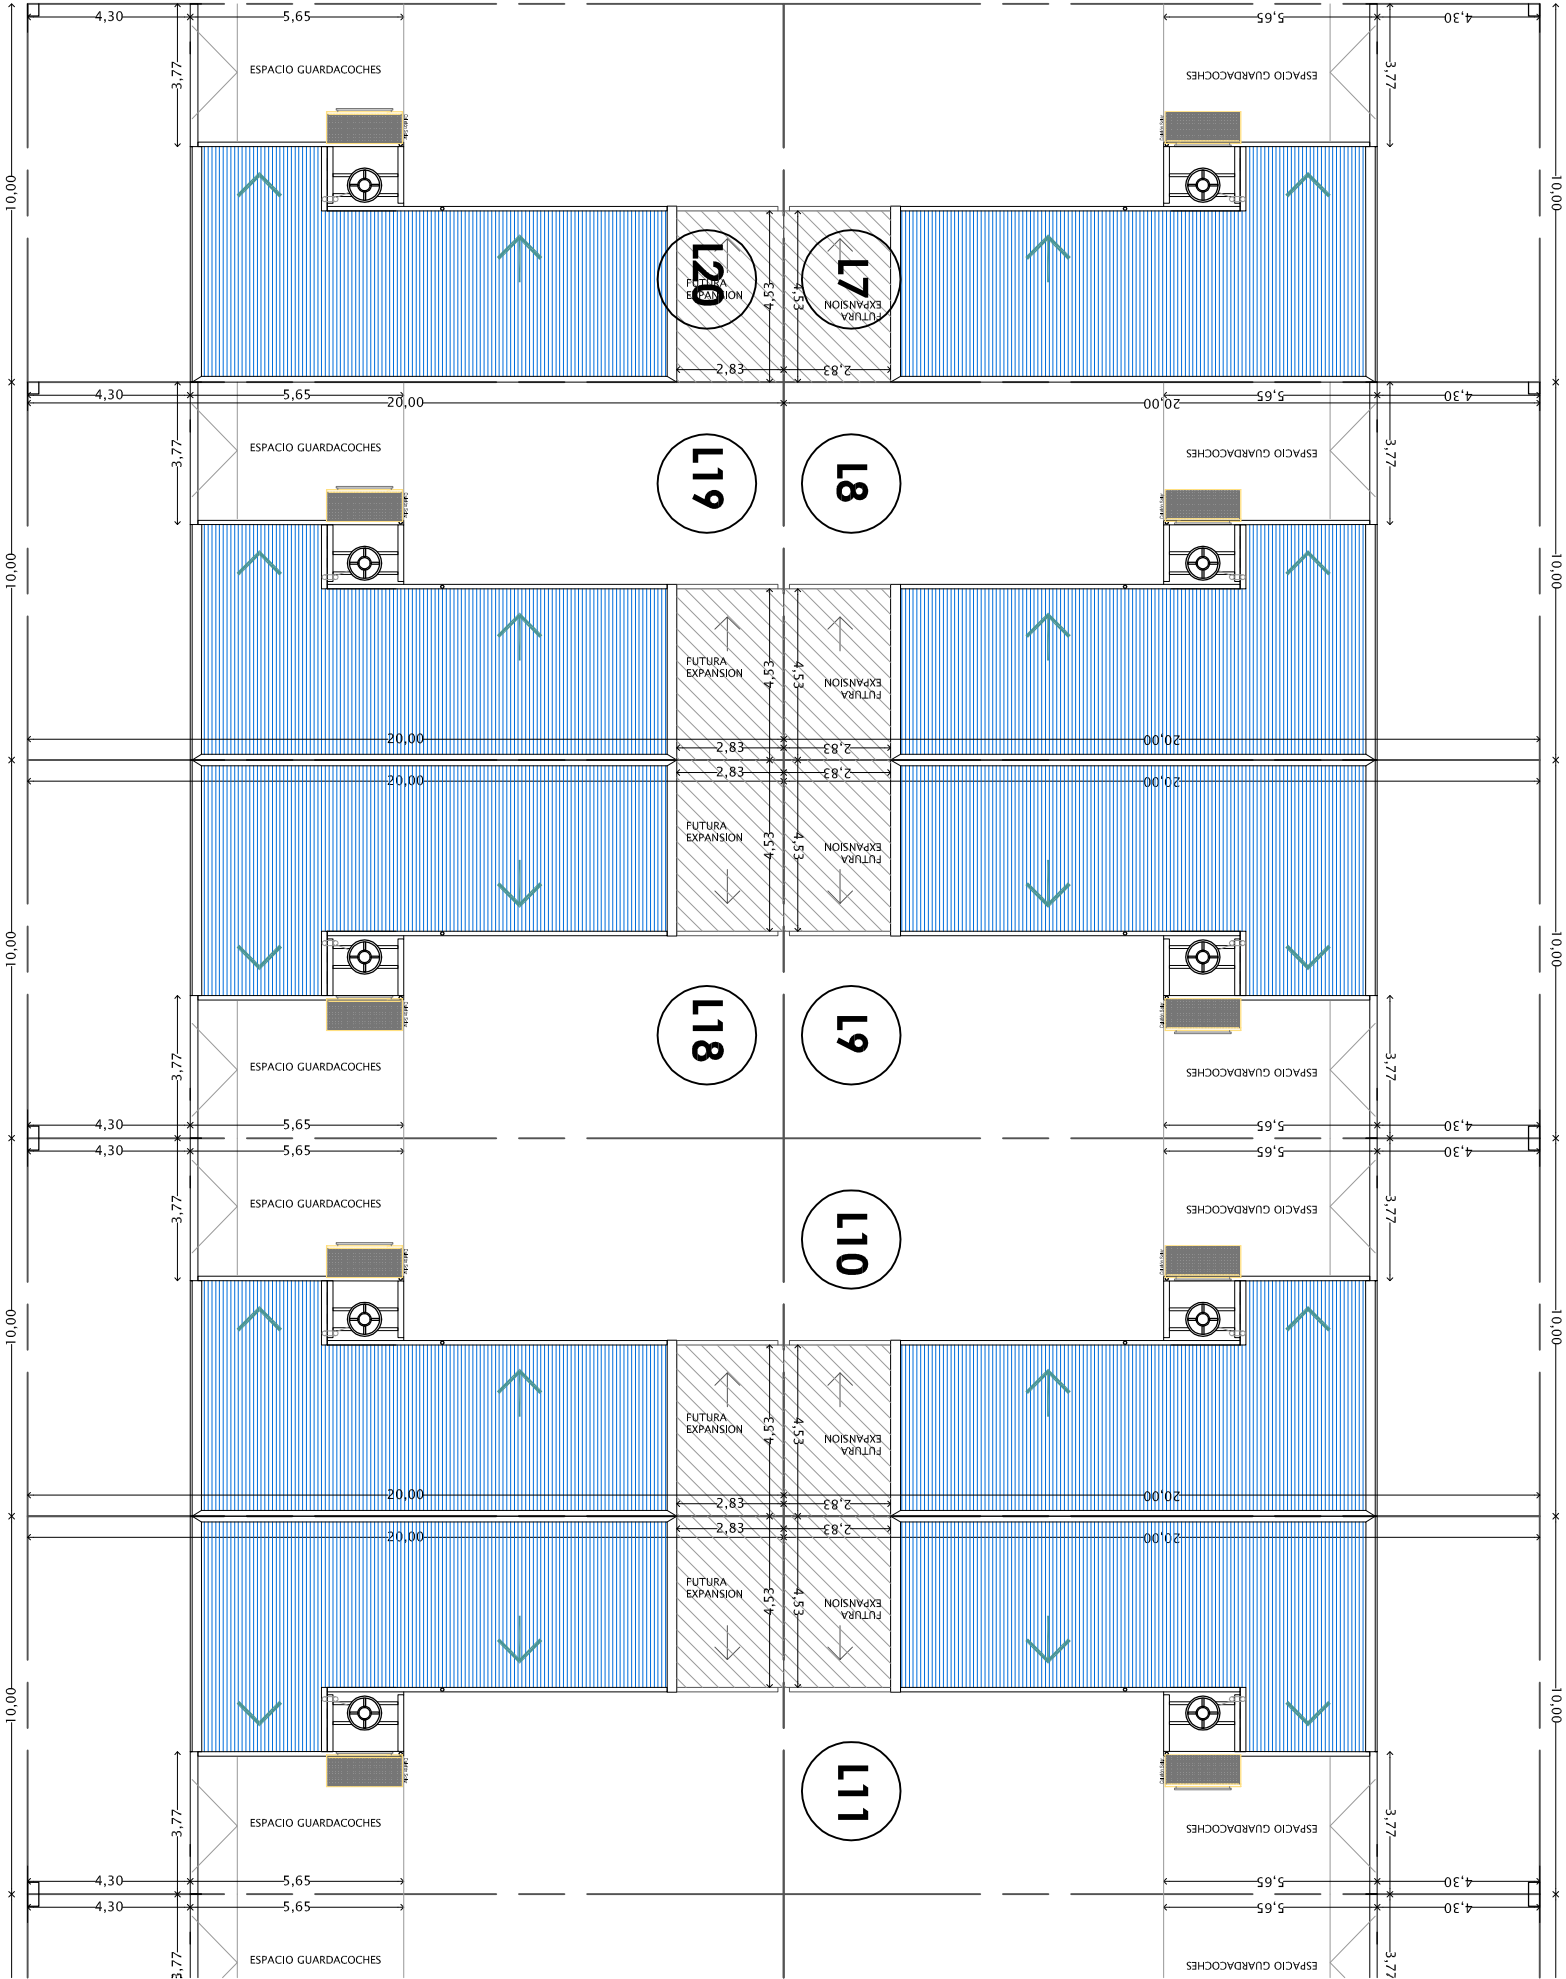 4,30
5,65
5,65
4,30
3,77
ESPACIO GUARDACOCHES
ESPACIO GUARDACOCHES
3,77
10,00
10,00
L20
L7
FUTURA
EXPANSION
4,53
4,53
FUTURA
EXPANSION
2,83
2,83
4,30
5,65
5,65
4,30
20,00
20,00
3,77
ESPACIO GUARDACOCHES
ESPACIO GUARDACOCHES
3,77
L19
L8
10,00
10,00
FUTURA
EXPANSION
4,53
4,53
FUTURA
EXPANSION
20,00
20,00
2,83
2,83
2,83
2,83
20,00
20,00
FUTURA
EXPANSION
4,53
4,53
FUTURA
EXPANSION
10,00
10,00
L18
L9
3,77
ESPACIO GUARDACOCHES
ESPACIO GUARDACOCHES
3,77
4,30
5,65
5,65
4,30
4,30
5,65
5,65
4,30
3,77
ESPACIO GUARDACOCHES
ESPACIO GUARDACOCHES
3,77
L10
10,00
10,00
FUTURA
EXPANSION
4,53
4,53
FUTURA
EXPANSION
20,00
20,00
2,83
2,83
2,83
2,83
20,00
20,00
FUTURA
EXPANSION
4,53
4,53
FUTURA
EXPANSION
10,00
10,00
L11
3,77
ESPACIO GUARDACOCHES
ESPACIO GUARDACOCHES
3,77
4,30
5,65
5,65
4,30
4,30
5,65
5,65
4,30
3,77
ESPACIO GUARDACOCHES
ESPACIO GUARDACOCHES
3,77